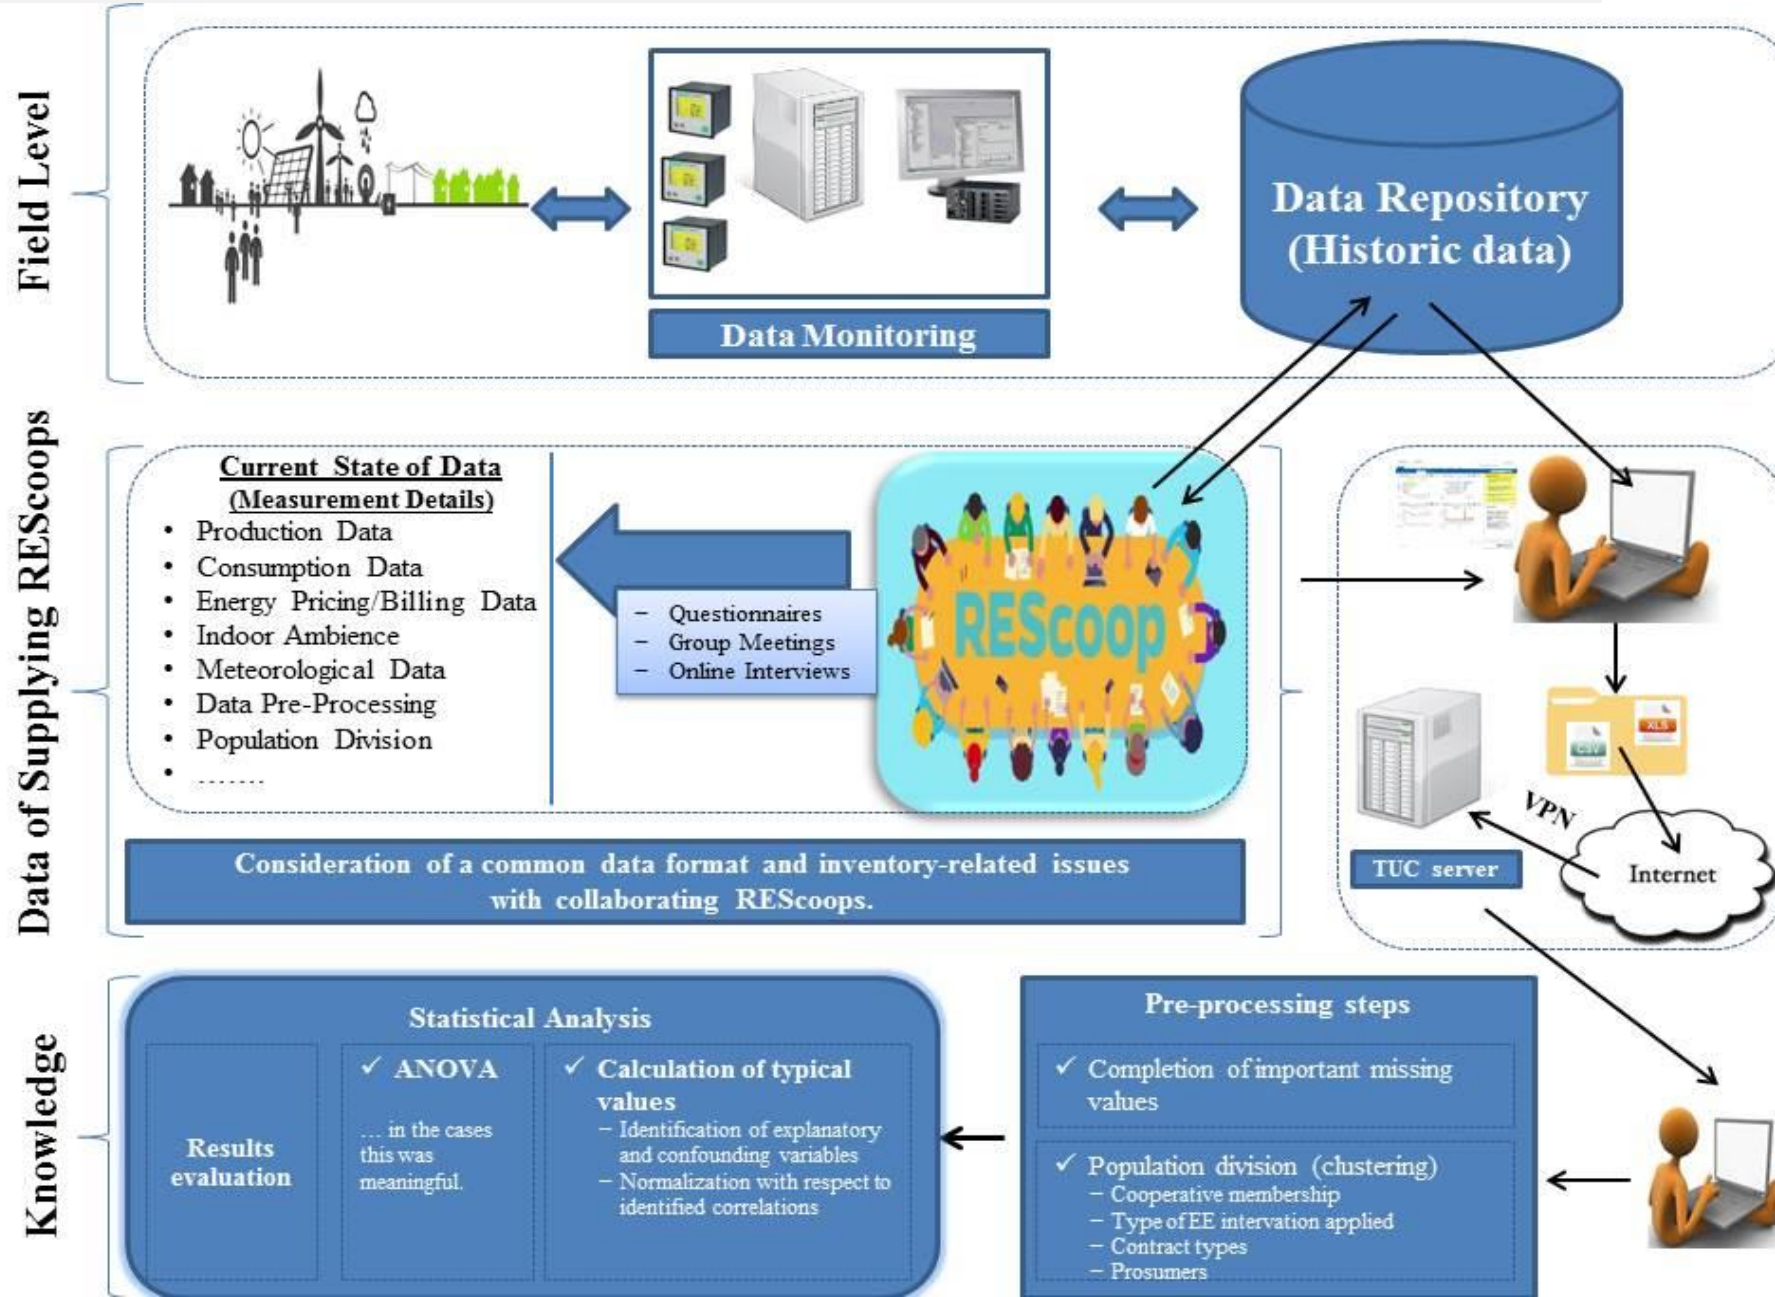 Field Level
Data Monitoring
Data Repository
(Historic data)
Data of Supplying REScoops
Current State of Data
(Measurement Details)
• Production Data
• Consumption Data
• Energy Pricing/Billing Data
• Indoor Ambience
• Meteorological Data
• Data Pre-Processing
• Population Division
• .......
– Questionnaires
– Group Meetings
– Online Interviews
REScoop
Consideration of a common data format and inventory-related issues
with collaborating REScoops.
CSV
XLS
VPN
TUC server
Internet
Knowledge
Statistical Analysis
Results
evaluation
✓ ANOVA
... in the cases
this was
meaningful.
✓ Calculation of typical
values
– Identification of explanatory
and confounding variables
– Normalization with respect to
identified correlations
Pre-processing steps
✓ Completion of important missing
values
✓ Population division (clustering)
– Cooperative membership
– Type of EE intervation applied
– Contract types
– Prosumers